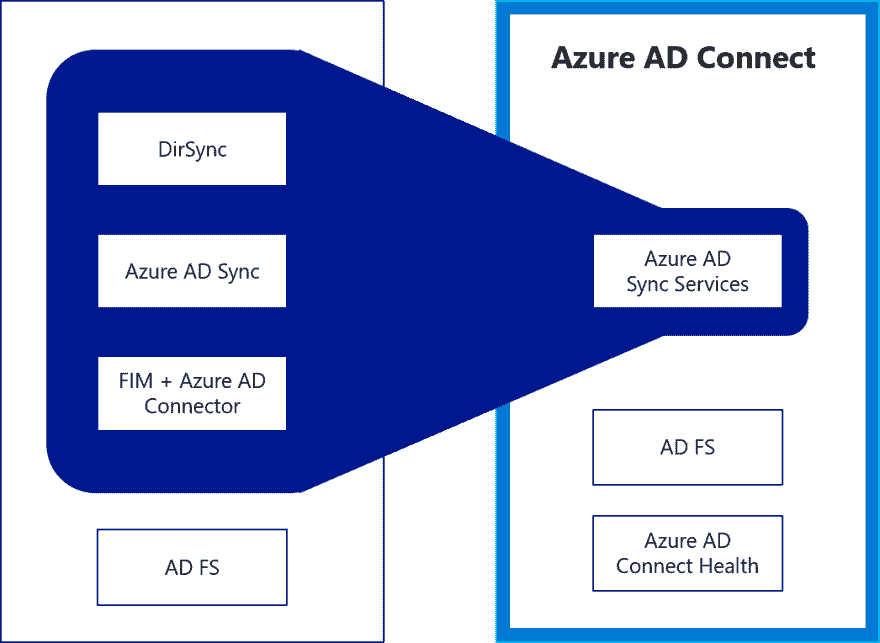 DirSync
Azure AD Sync
FIM + Azure AD
Connector
AD FS
Azure AD Connect
Azure AD
Sync Services
AD FS
Azure AD
Connect Health